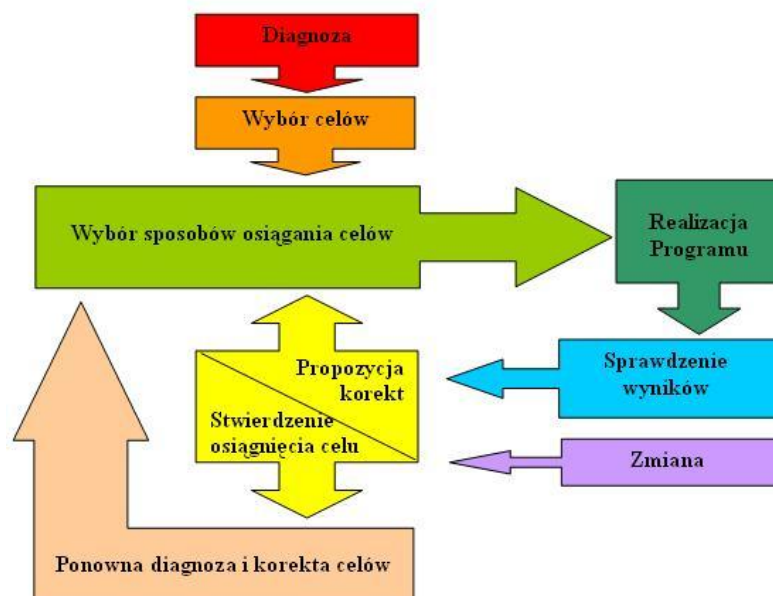 Diagnoza
Wybór celów
Wybór sposobów osiągania celów
Realizacja
Programu
Propozycja
korekt
Stwierdzenie
osiągnięcia celu
Sprawdzenie
wyników
Zmiana
Ponowna diagnoza i korekta celów